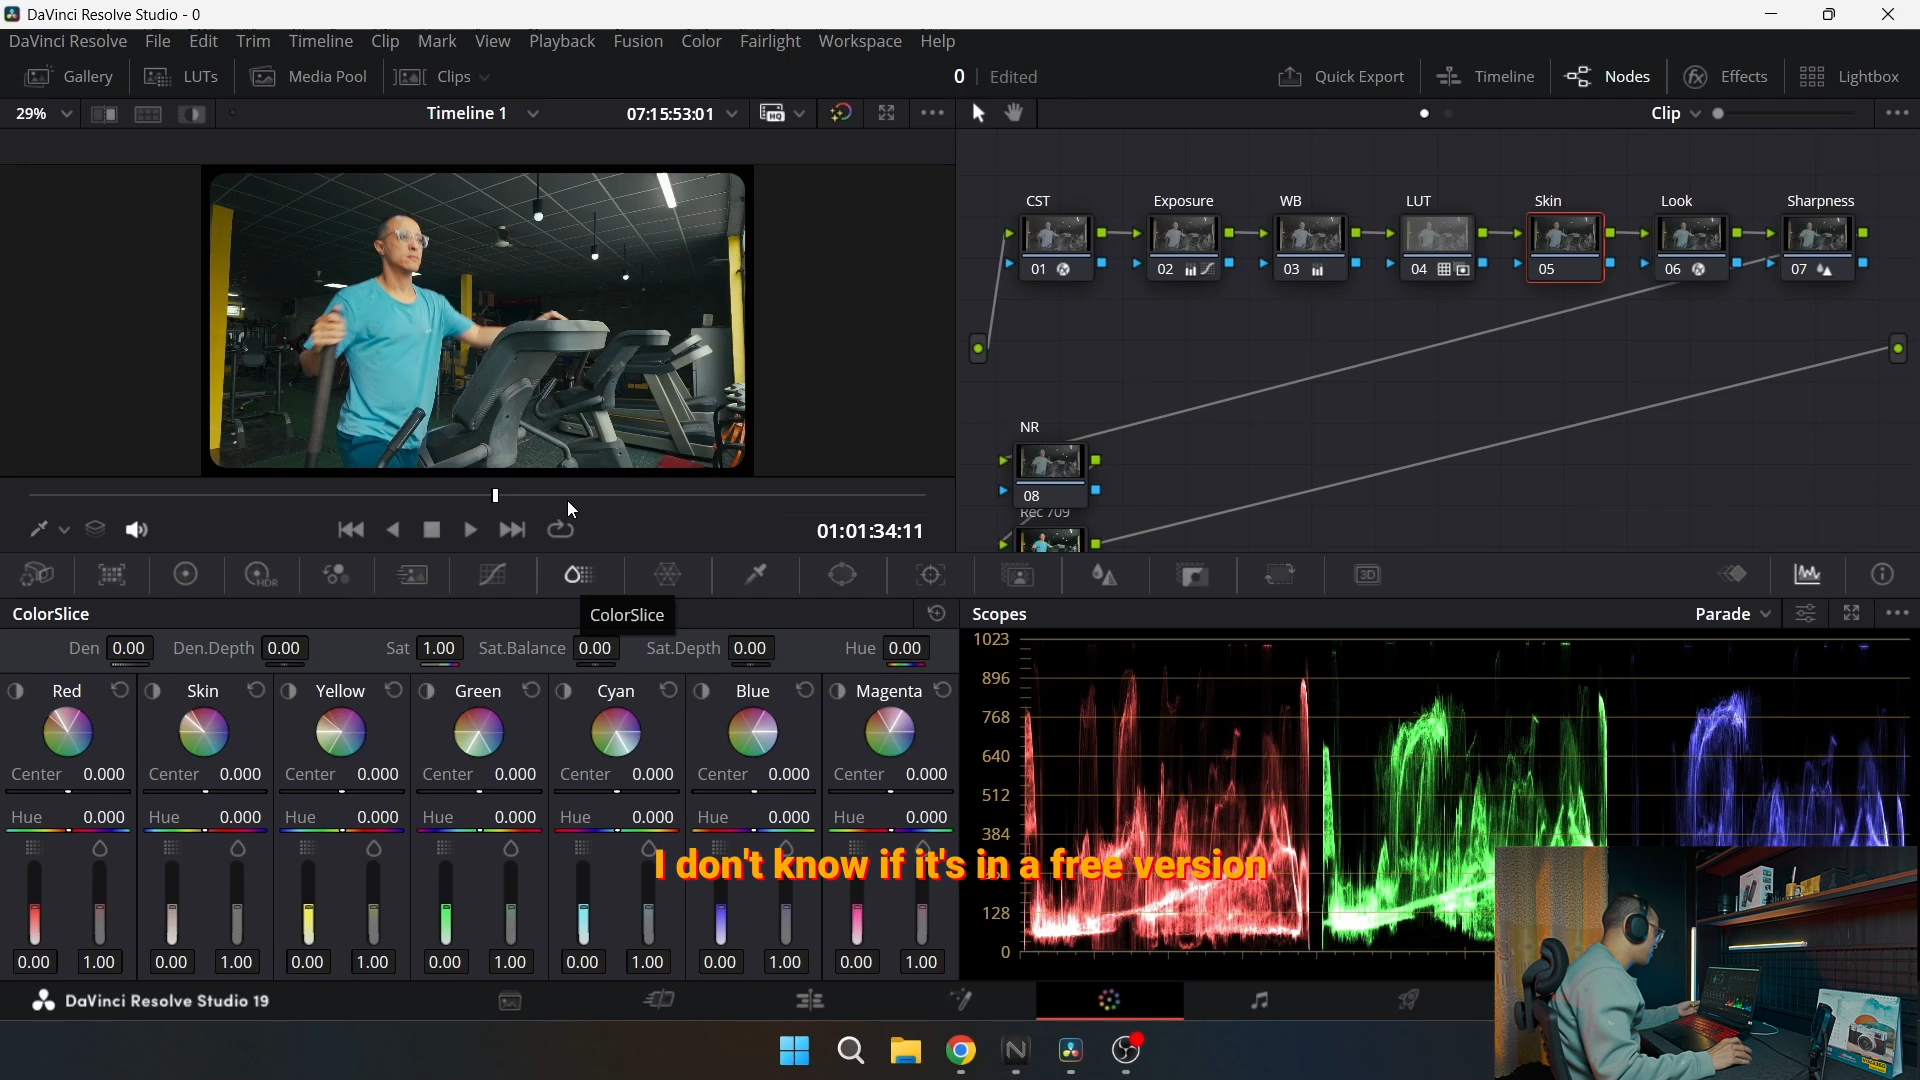 DaVinci Resolve Studio - 0
DaVinci Resolve File Edit Trim Timeline Clip Mark View Playback Fusion Color Fairlight Workspace Help
Gallery LUTs Media Pool Clips 0 Edited Quick Export Timeline Nodes Effects Lightbox
29% Timeline 1 07:15:53:01 HQ Clip
CST Exposure WB LUT Skin Look Sharpness
01 02 03 04 05 06 07
NR
08
Rec 709
01:01:34:11
HDR 3D
ColorSlice
ColorSlice
Den 0.00 Den.Depth 0.00 Sat 1.00 Sat.Balance 0.00 Sat.Depth 0.00 Hue 0.00
Red Skin Yellow Green Cyan Blue Magenta
Center 0.000 Center 0.000 Center 0.000 Center 0.000 Center 0.000 Center 0.000 Center 0.000
Hue 0.000 Hue 0.000 Hue 0.000 Hue 0.000 Hue 0.000 Hue 0.000 Hue 0.000
0.00 1.00 0.00 1.00 0.00 1.00 0.00 1.00 0.00 1.00 0.00 1.00 0.00 1.00
Scopes Parade
1023
896
768
640
512
384
128
0
I don't know if it's in a free version
DaVinci Resolve Studio 19